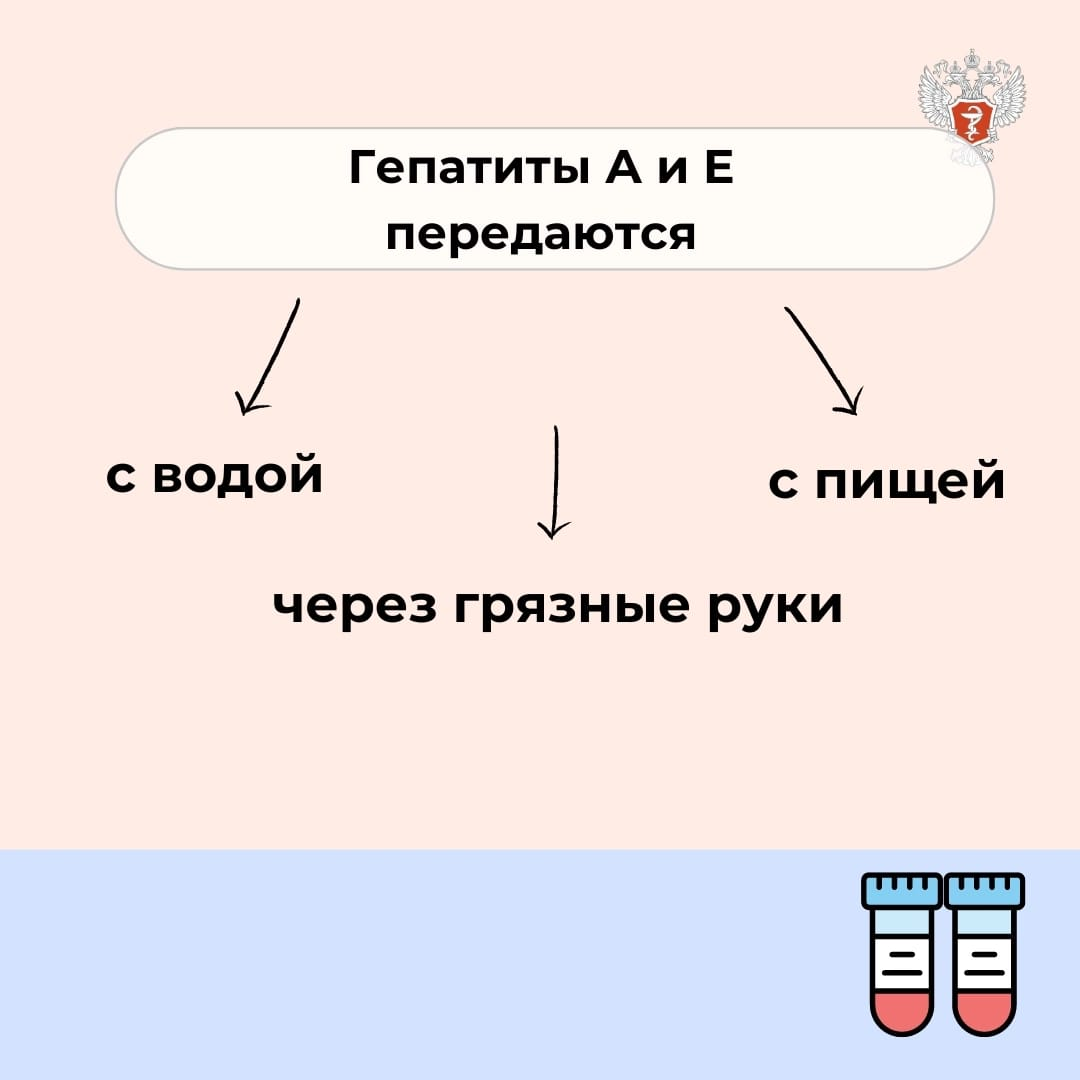 Гепатиты А и Е
передаются
с водой
с пищей
через грязные руки